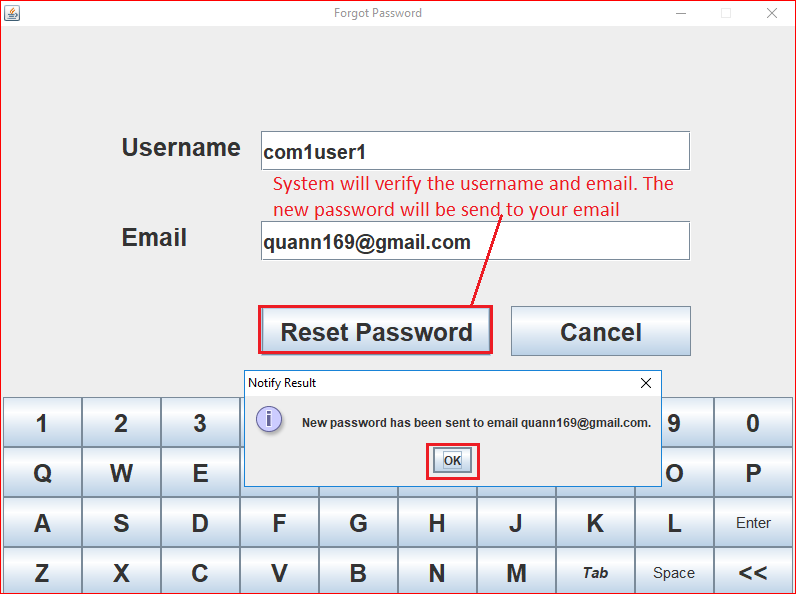 Forgot Password
Username
com1user1
System will verify the username and email. The
new password will be send to your email
Email
quann169@gmail.com
Reset Password
Cancel
Notify Result
New password has been sent to email quann169@gmail.com.
OK
1 2 3 9 0
Q W E O P
A S D F G H J K L Enter
Z X C V B N M Tab Space <<